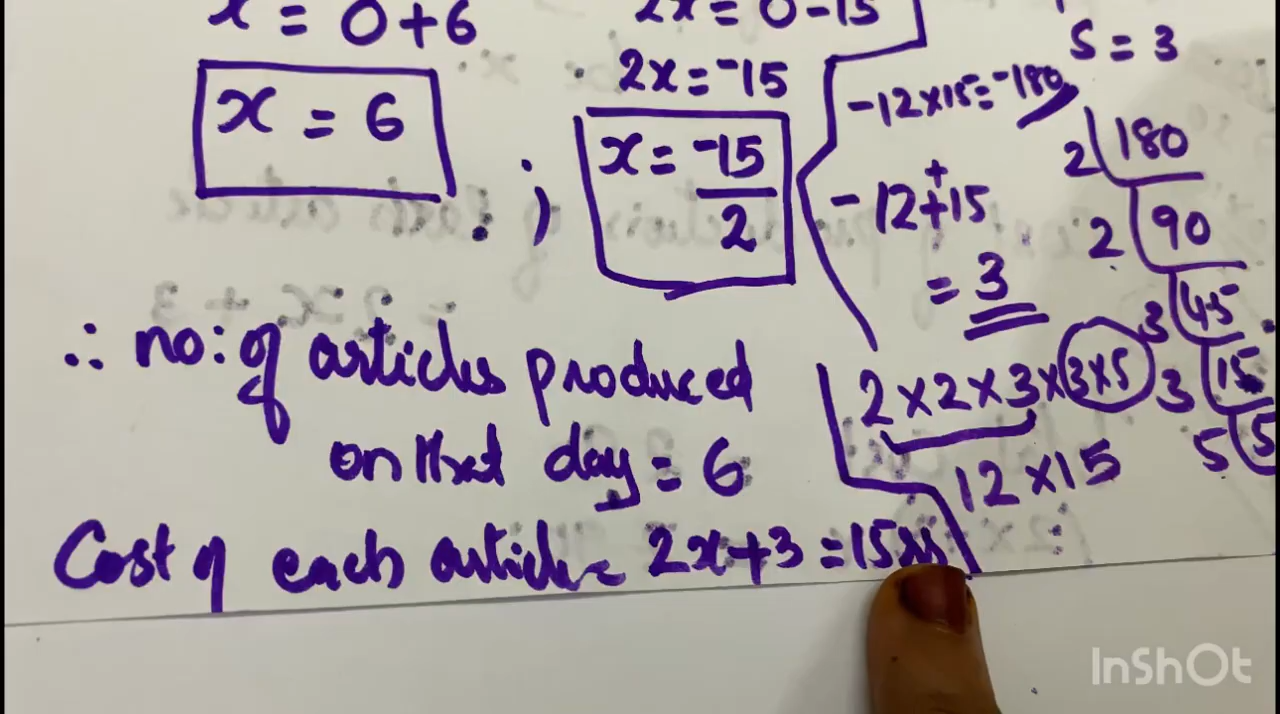 x = 0+6
2x = 0-15
x = 6
2x = -15
;
x = -15/2
∴ no: of articles produced
on that day = 6
Cost of each article = 2x+3 = 15
S = 3
-12×15 = -180
-12+15
+
= 3
2 180
2 90
3 45
3 15
5 5
2×2×3×3×5
12×15
InShOt